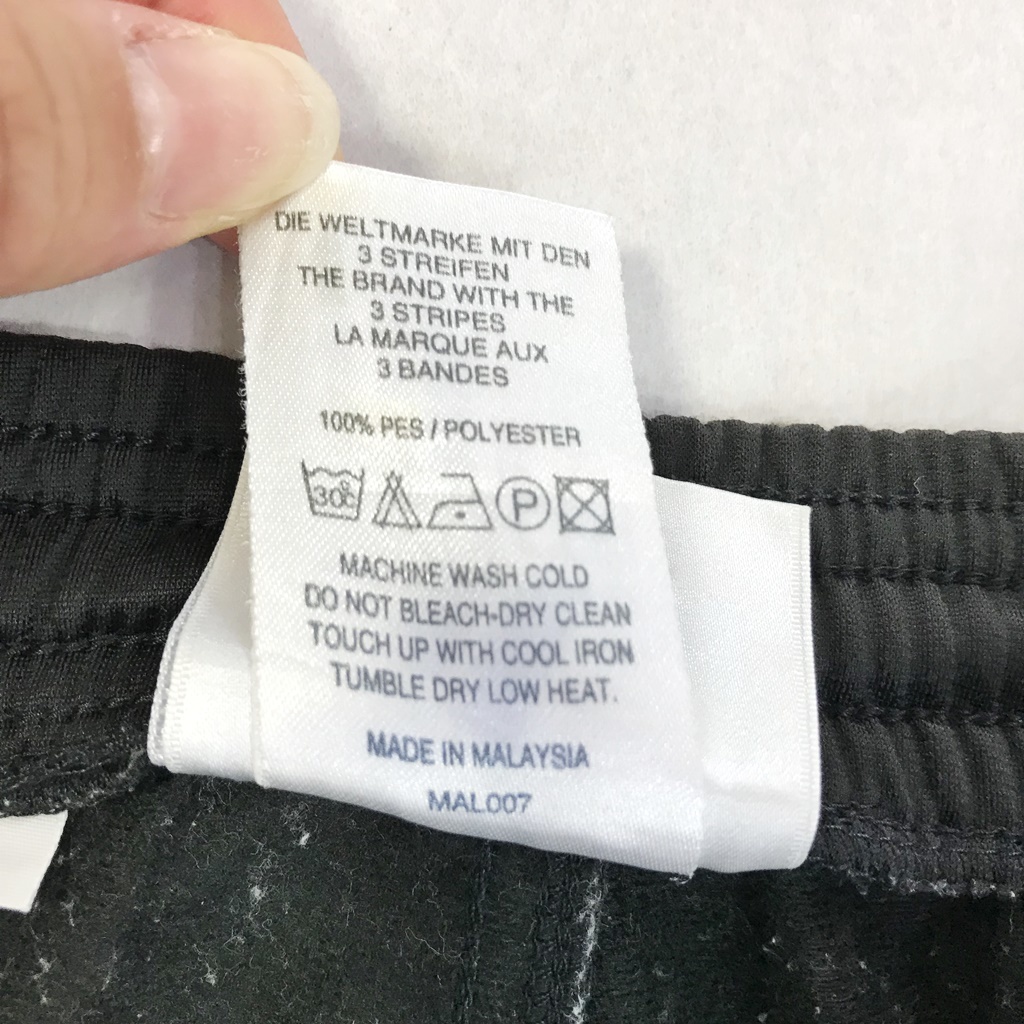 DIE WELTMARKE MIT DEN
3 STREIFEN
THE BRAND WITH THE
3 STRIPES
LA MARQUE AUX
3 BANDES
100% PES / POLYESTER
30°C P
MACHINE WASH COLD
DO NOT BLEACH-DRY CLEAN
TOUCH UP WITH COOL IRON
TUMBLE DRY LOW HEAT.
MADE IN MALAYSIA
MAL007